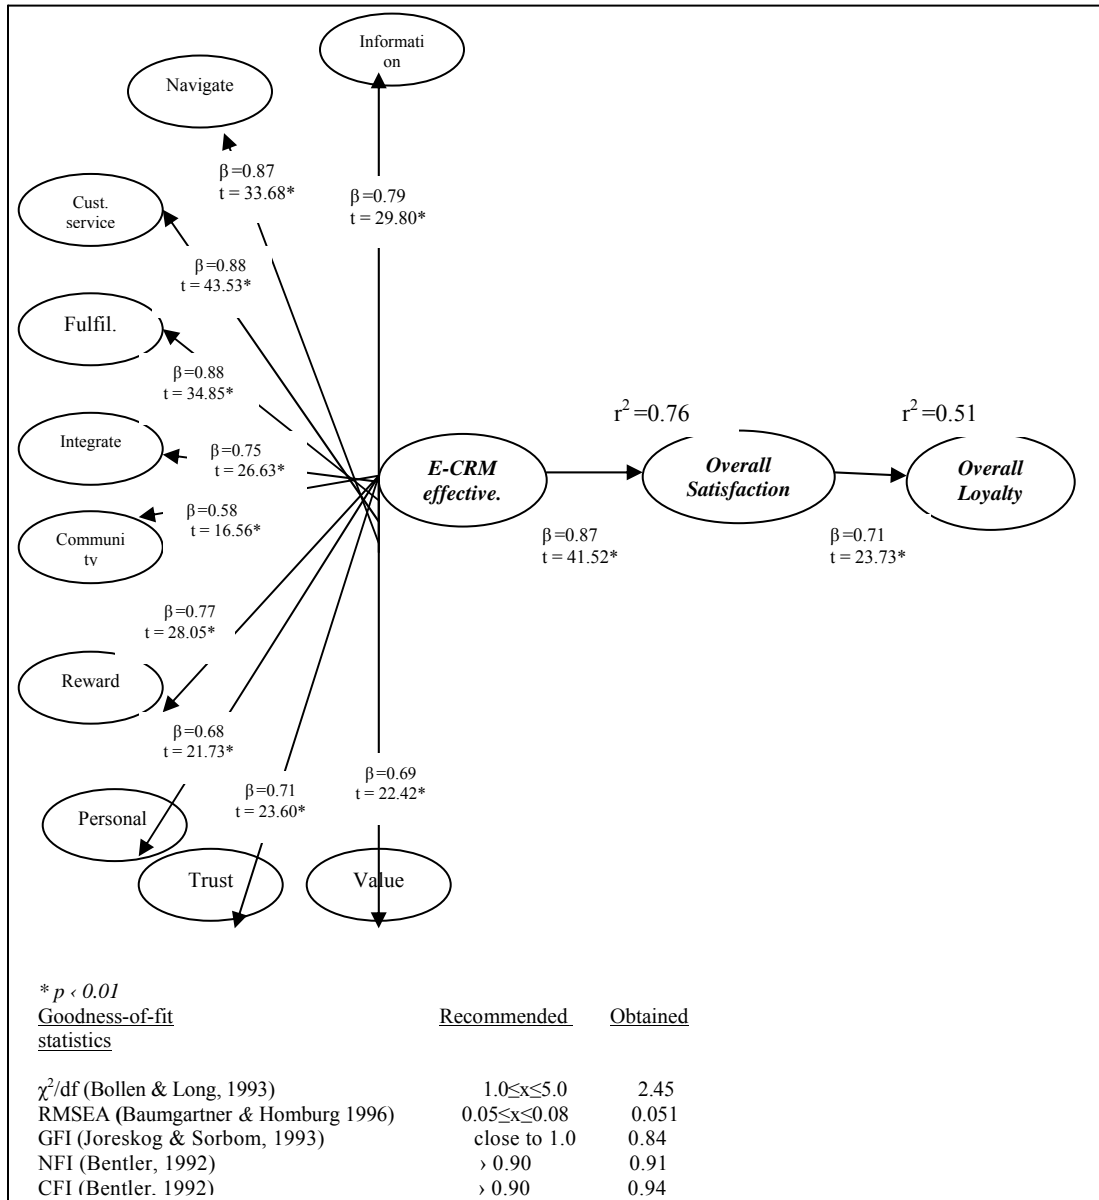 Informati
on
Navigate
β=0.87
t = 33.68*
β=0.79
t = 29.80*
Cust.
service
β=0.88
t = 43.53*
Fulfil.
β=0.88
t = 34.85*
Integrate
β=0.75
t = 26.63*
β=0.58
t = 16.56*
Communi
ty
β=0.77
t = 28.05*
Reward
β=0.68
t = 21.73*
β=0.71
t = 23.60*
β=0.69
t = 22.42*
Personal
Trust
Value
E-CRM
effective.
β=0.87
t = 41.52*
r²=0.76
Overall
Satisfaction
β=0.71
t = 23.73*
r²=0.51
Overall
Loyalty
* p ‹ 0.01
Goodness-of-fit statistics Recommended Obtained
χ²/df (Bollen & Long, 1993) 1.0≤x≤5.0 2.45
RMSEA (Baumgartner & Homburg 1996) 0.05≤x≤0.08 0.051
GFI (Joreskog & Sorbom, 1993) close to 1.0 0.84
NFI (Bentler, 1992) › 0.90 0.91
CFI (Bentler, 1992) › 0.90 0.94